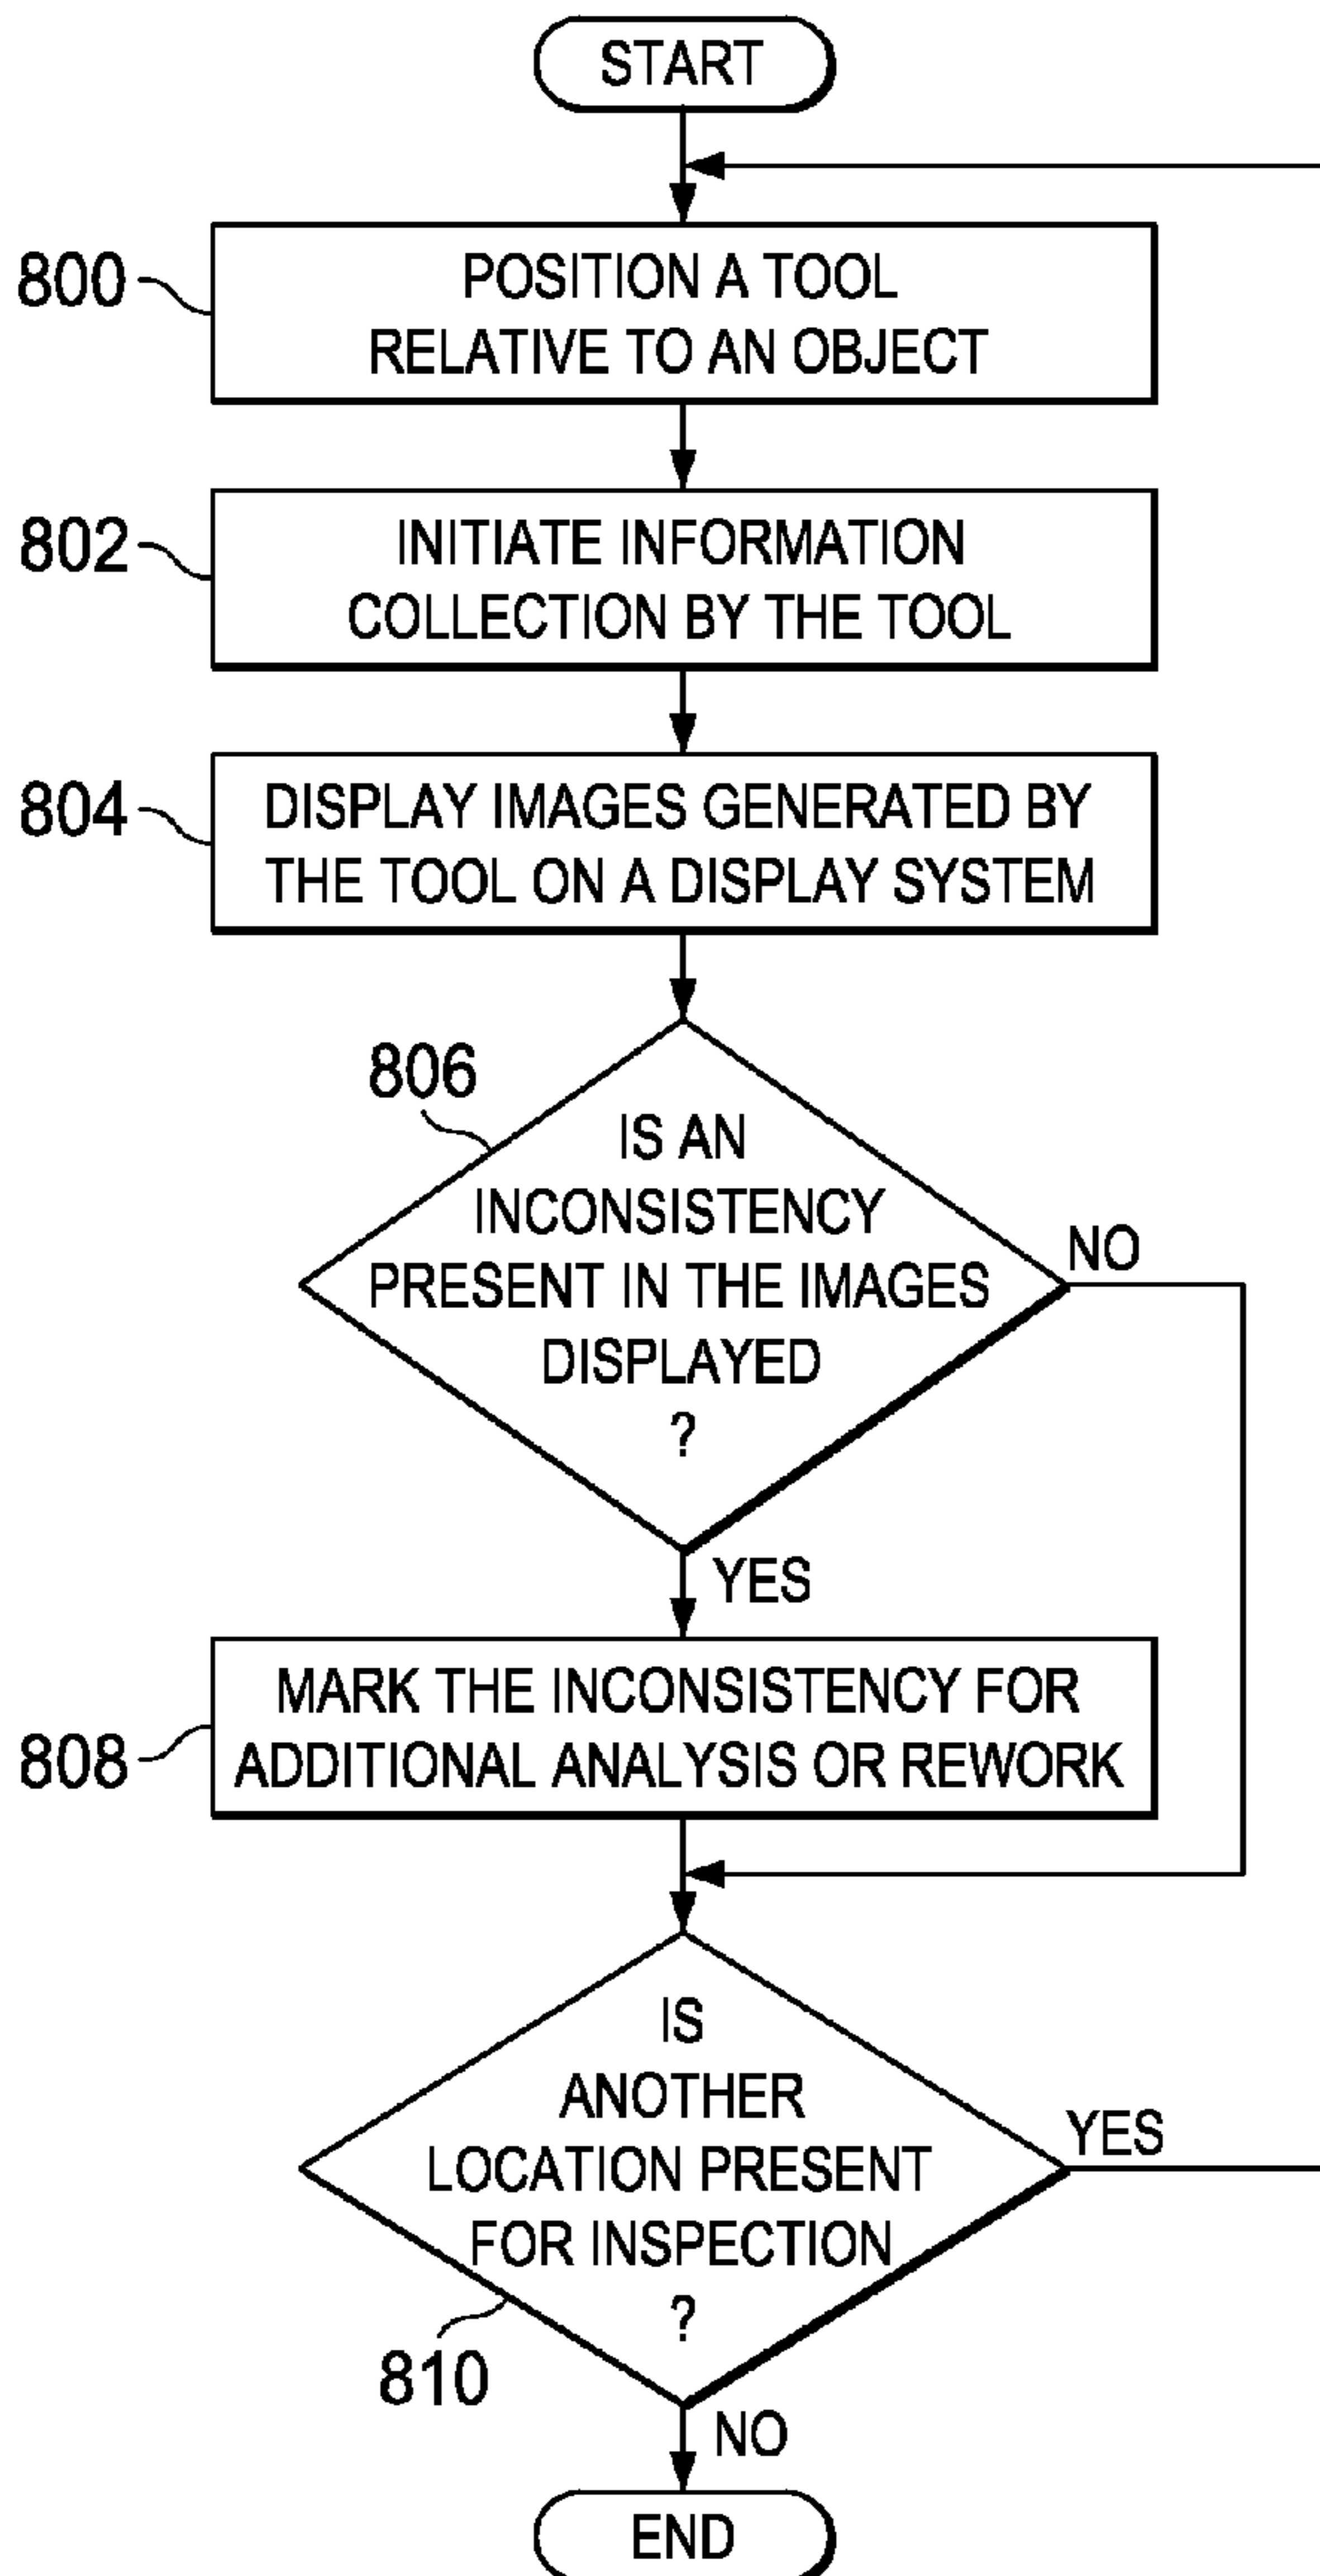 START
800
POSITION A TOOL
RELATIVE TO AN OBJECT
802
INITIATE INFORMATION
COLLECTION BY THE TOOL
804
DISPLAY IMAGES GENERATED BY
THE TOOL ON A DISPLAY SYSTEM
806
IS AN
INCONSISTENCY
PRESENT IN THE IMAGES
DISPLAYED
?
NO
YES
808
MARK THE INCONSISTENCY FOR
ADDITIONAL ANALYSIS OR REWORK
IS
ANOTHER
LOCATION PRESENT
FOR INSPECTION
?
YES
810
NO
END